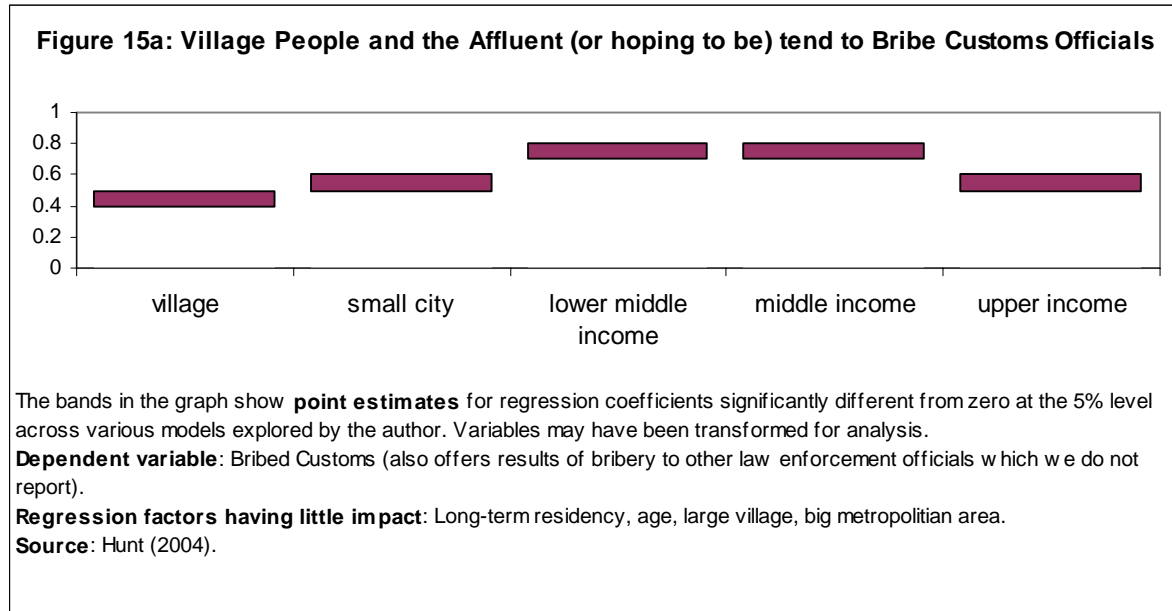 Figure 15a: Village People and the Affluent (or hoping to be) tend to Bribe Customs Officials
1
0.8
0.6
0.4
0.2
0
village small city lower middle income middle income upper income
The bands in the graph show point estimates for regression coefficients significantly different from zero at the 5% level
across various models explored by the author. Variables may have been transformed for analysis.
Dependent variable: Bribed Customs (also offers results of bribery to other law enforcement officials which we do not
report).
Regression factors having little impact: Long-term residency, age, large village, big metropolitian area.
Source: Hunt (2004).